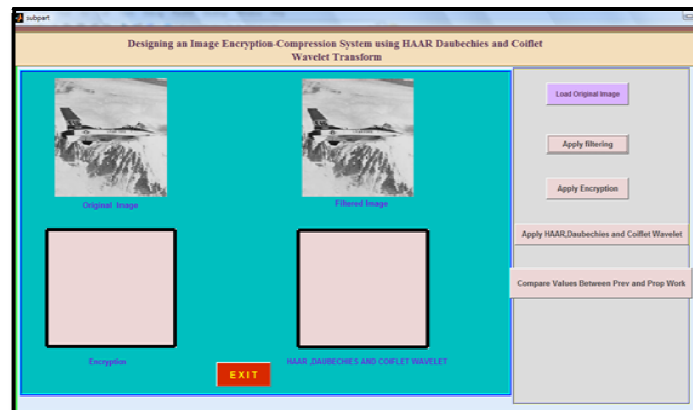 subpart
Designing an Image Encryption-Compression System using HAAR Daubechies and Coiflet
Wavelet Transform
Original Image
Filtered Image
Encryption
HAAR ,DAUBECHIES AND COIFLET WAVELET
EXIT
Load Original Image
Apply filtering
Apply Encryption
Apply HAAR,Daubechies and Coiflet Wavelet
Compare Values Between Prev and Prop Work